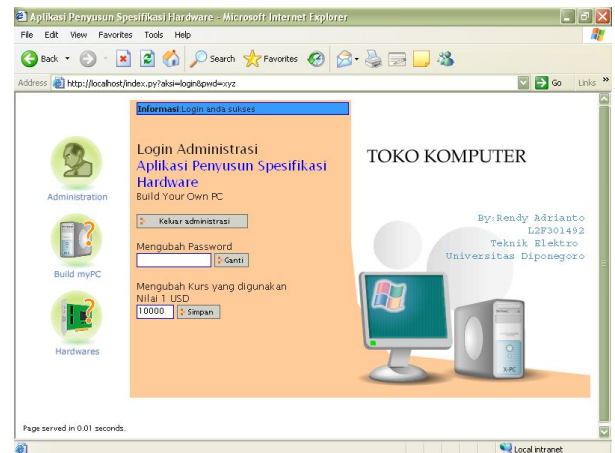 Aplikasi Penyusun Spesifikasi Hardware - Microsoft Internet Explorer
File Edit View Favorites Tools Help
Back Search Favorites
Address http://localhost/index.py?aksi=login&pwd=xyz Go Links »
Informasi:Login anda sukses
Login Administrasi
Aplikasi Penyusun Spesifikasi
Hardware
Build Your Own PC
Keluar administrasi
Mengubah Password
Ganti
Mengubah Kurs yang digunakan
Nilai 1 USD
10000 Simpan
Administration
Build myPC
Hardwares
TOKO KOMPUTER
By:Rendy Adrianto
L2F301492
Teknik Elektro
Universitas Diponegoro
X-PC
Page served in 0.01 seconds.
Local intranet